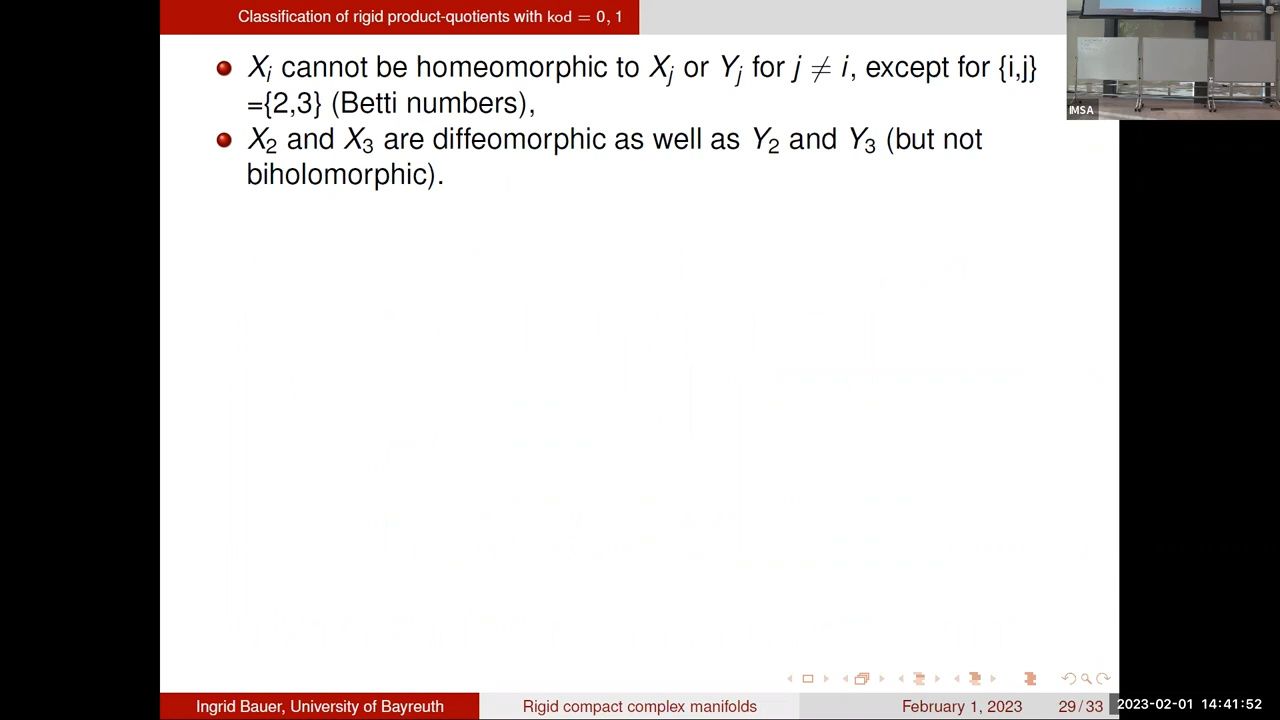 Classification of rigid product-quotients with kod = 0, 1
X_i cannot be homeomorphic to X_j or Y_j for j ≠ i, except for {i,j}
={2,3} (Betti numbers),
X_2 and X_3 are diffeomorphic as well as Y_2 and Y_3 (but not
biholomorphic).
IMSA
Ingrid Bauer, University of Bayreuth
Rigid compact complex manifolds
February 1, 2023
29 / 33
2023-02-01 14:41:52